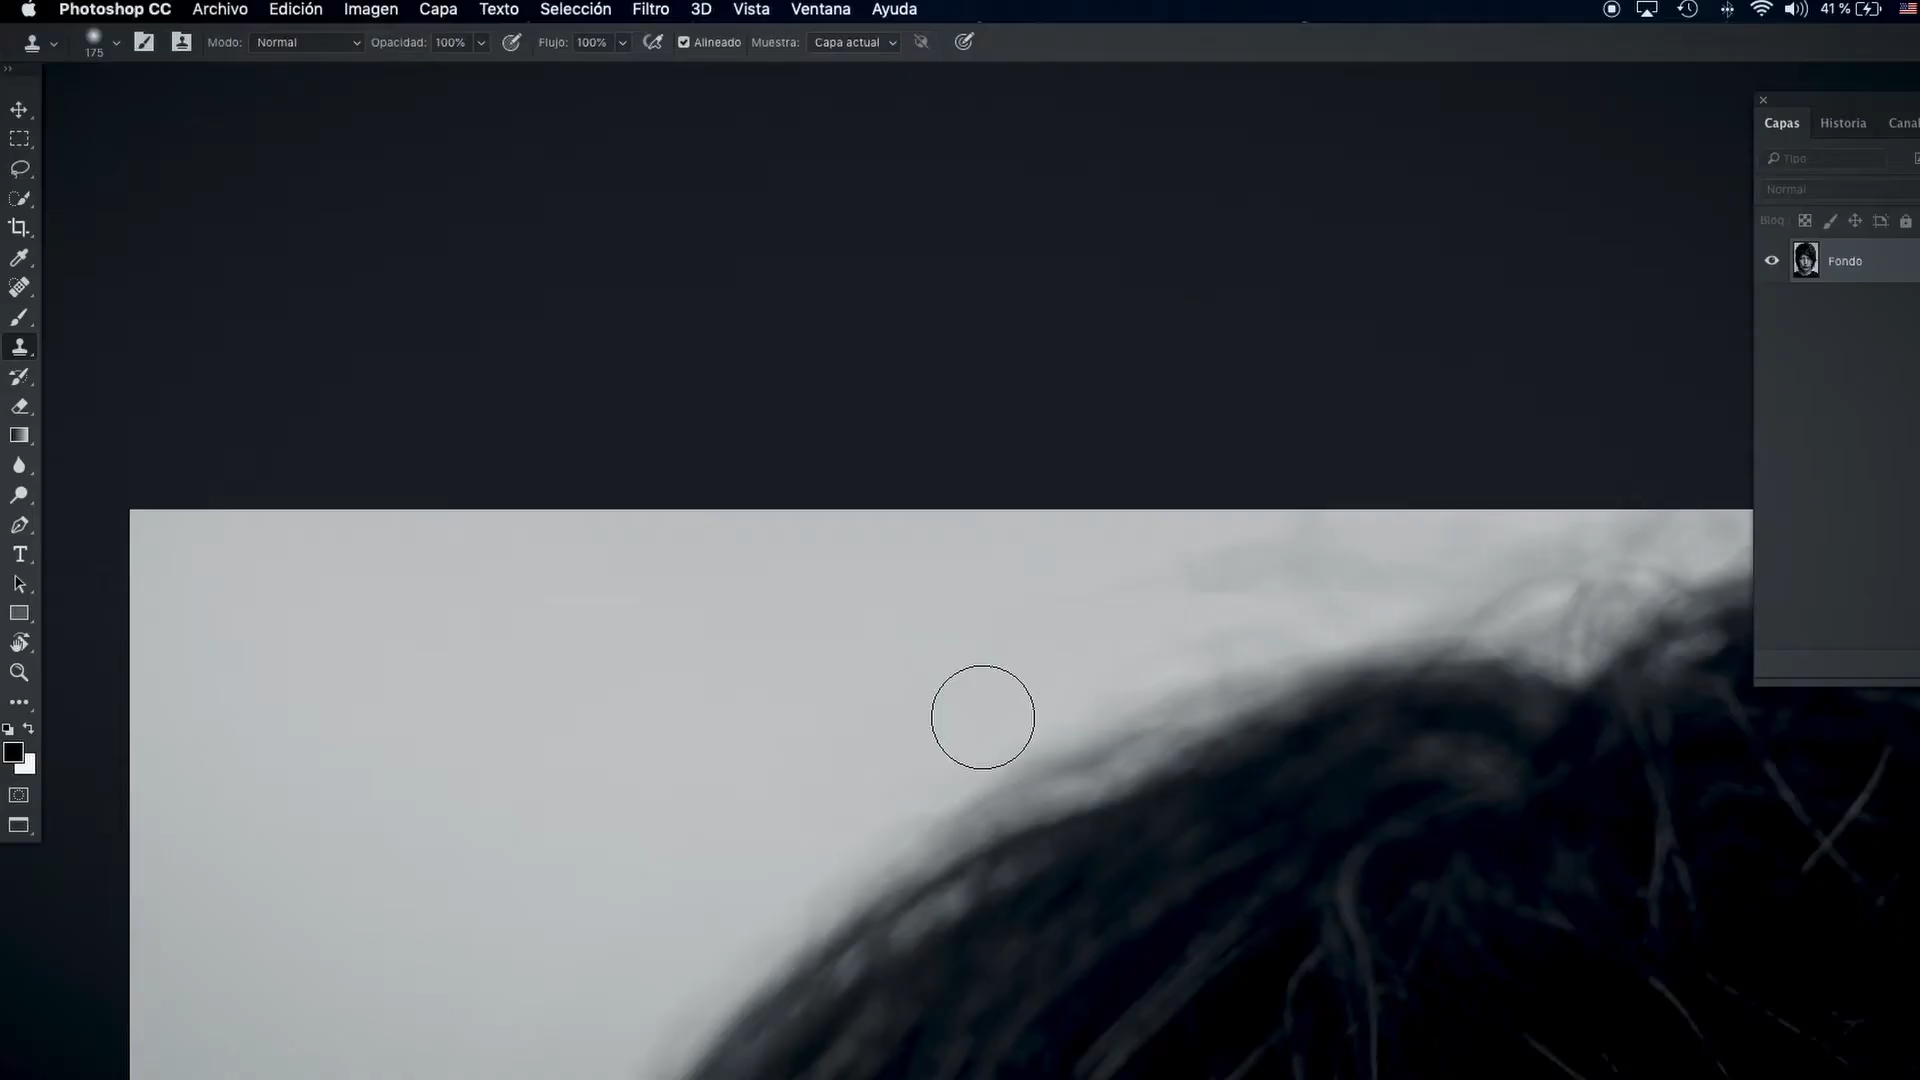 Photoshop CC Archivo Edición Imagen Capa Texto Selección Filtro 3D Vista Ventana Ayuda 41 %
175 Modo: Normal Opacidad: 100% Flujo: 100% Alineado Muestra: Capa actual
Capas Historia Canal
Tipo
Normal
Bloq
Fondo